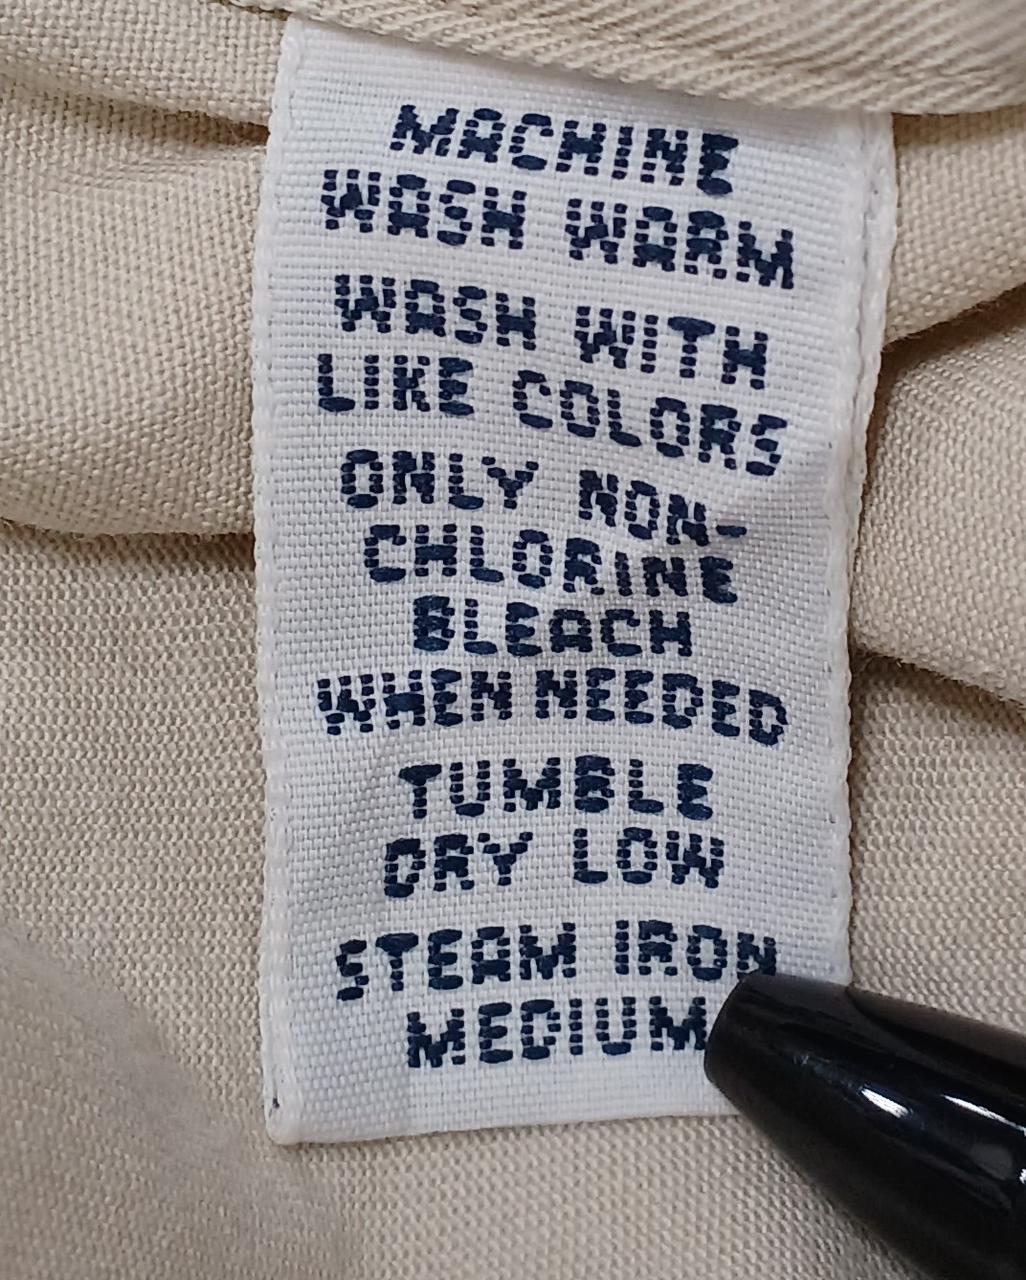 MACHINE
WASH WARM
WASH WITH
LIKE COLORS
ONLY NON-
CHLORINE
BLEACH
WHEN NEEDED
TUMBLE
DRY LOW
STEAM IRON
MEDIUM